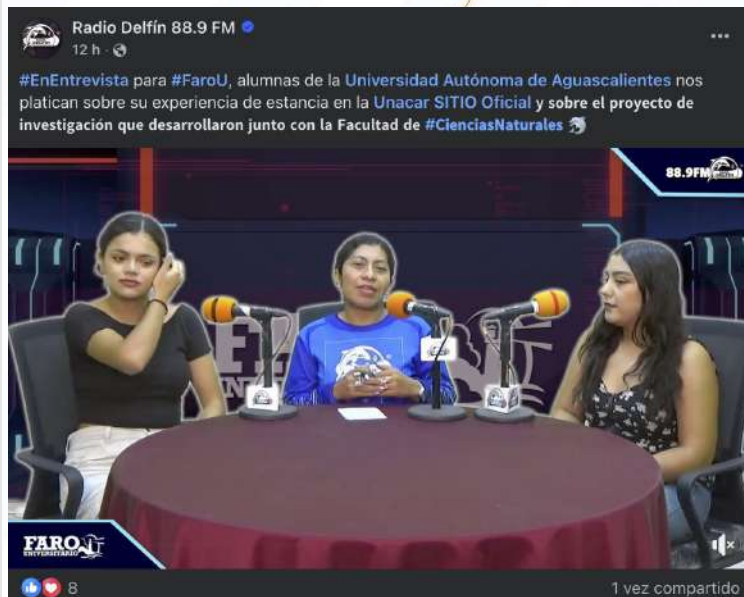 Radio Delfín 88.9 FM
12 h ·
#EnEntrevista para #FaroU, alumnas de la Universidad Autónoma de Aguascalientes nos
platican sobre su experiencia de estancia en la Unacar SITIO Oficial y sobre el proyecto de
investigación que desarrollaron junto con la Facultad de #CienciasNaturales
88.9FM
FARO
UNIVERSITARIO
8
1 vez compartido